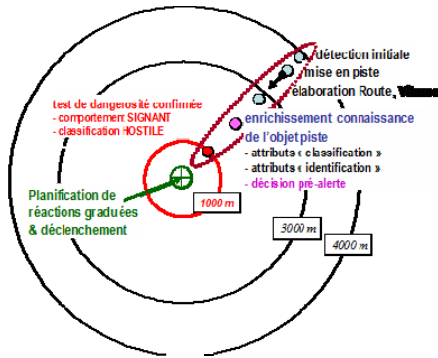 détection initiale
mise en piste
élaboration Route,
test de dangerosité confirmée
- comportement SIGNANT
- classification HOSTILE
enrichissement connaissance
de l'objet piste
- attributs « classification »
- attributs « identification »
- décision pré-alerte
Planification de
réactions graduées
& déclenchement
1000 m
3000 m
4000 m